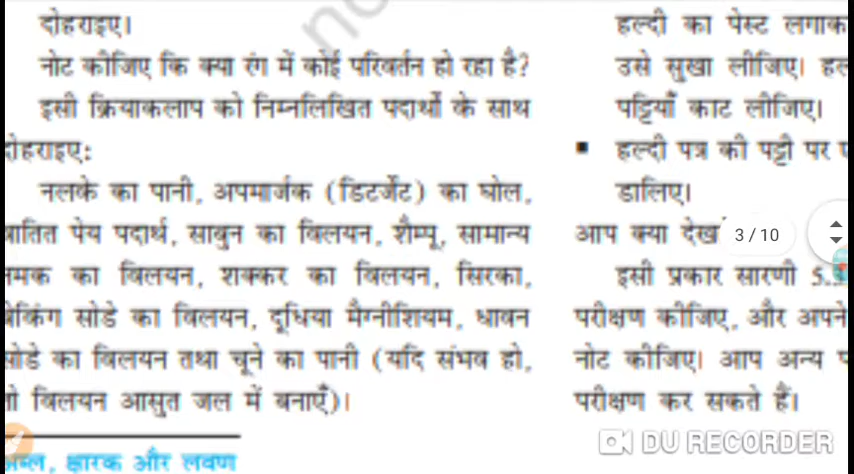 दोहराइए।
नोट कीजिए कि क्या रंग में कोई परिवर्तन हो रहा है?
इसी क्रियाकलाप को निम्नलिखित पदार्थों के साथ
दोहराइए:
नलके का पानी, अपमार्जक (डिटर्जेंट) का घोल,
वातित पेय पदार्थ, साबुन का विलयन, शैम्पू, सामान्य
नमक का विलयन, शक्कर का विलयन, सिरका,
बेकिंग सोडे का विलयन, दूधिया मैग्नीशियम, धावन
सोडे का विलयन तथा चूने का पानी (यदि संभव हो,
तो विलयन आसुत जल में बनाएँ)।
अम्ल, क्षारक और लवण
हल्दी का पेस्ट लगाक
उसे सुखा लीजिए। हल
पट्टियाँ काट लीजिए।
■ हल्दी पत्र की पट्टी पर ए
डालिए।
आप क्या देख
इसी प्रकार सारणी 5.
परीक्षण कीजिए, और अपने
नोट कीजिए। आप अन्य प
परीक्षण कर सकते हैं।
3 / 10
DU RECORDER